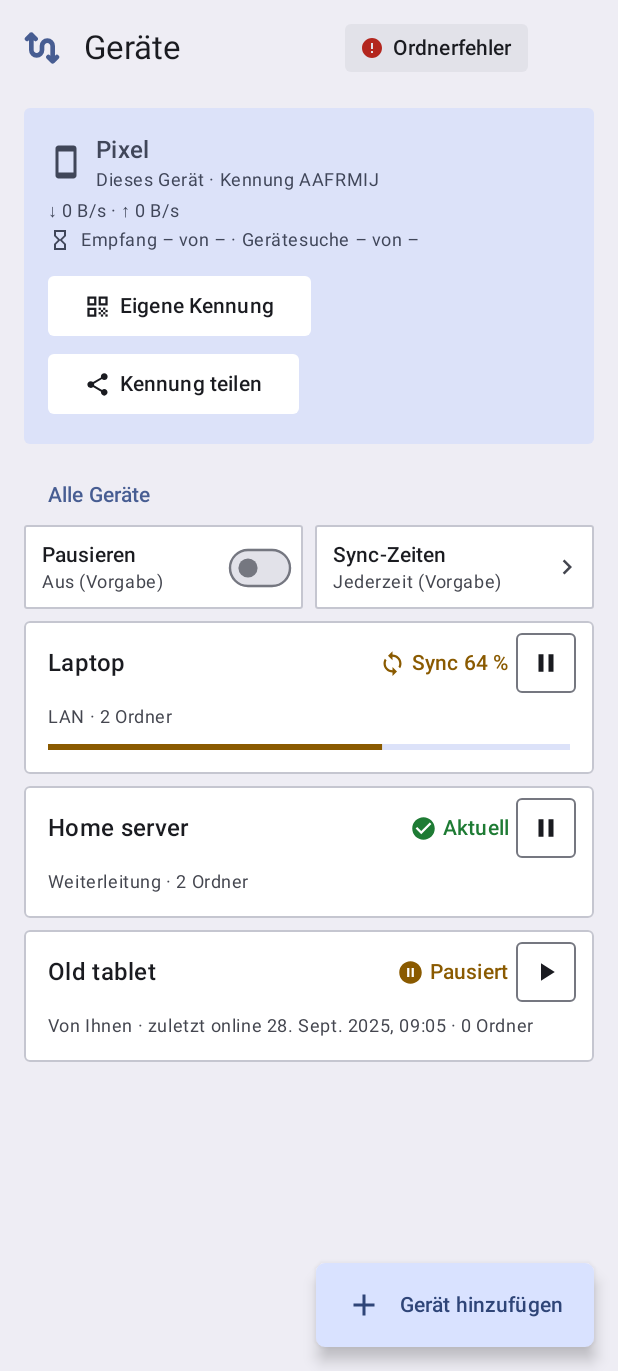 Geräte
Ordnerfehler
Pixel
Dieses Gerät · Kennung AAFRMIJ
↓ 0 B/s · ↑ 0 B/s
Empfang – von – · Gerätesuche – von –
Eigene Kennung
Kennung teilen
Alle Geräte
Pausieren
Aus (Vorgabe)
Sync-Zeiten
Jederzeit (Vorgabe)
Laptop
Sync 64 %
LAN · 2 Ordner
Home server
Aktuell
Weiterleitung · 2 Ordner
Old tablet
Pausiert
Von Ihnen · zuletzt online 28. Sept. 2025, 09:05 · 0 Ordner
Gerät hinzufügen